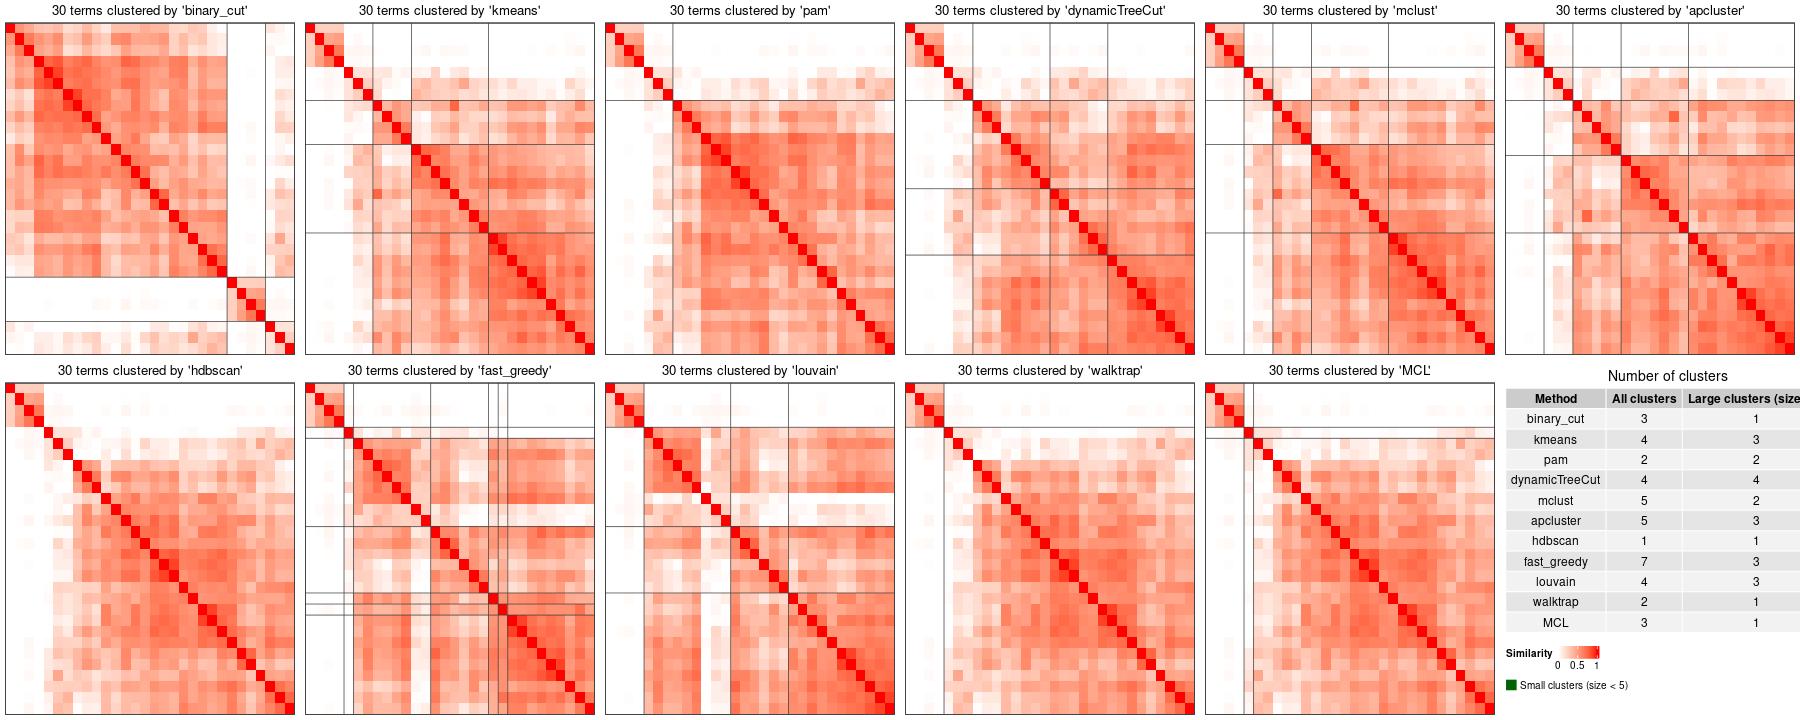 30 terms clustered by 'binary_cut'
30 terms clustered by 'kmeans'
30 terms clustered by 'pam'
30 terms clustered by 'dynamicTreeCut'
30 terms clustered by 'mclust'
30 terms clustered by 'apcluster'
30 terms clustered by 'hdbscan'
30 terms clustered by 'fast_greedy'
30 terms clustered by 'louvain'
30 terms clustered by 'walktrap'
30 terms clustered by 'MCL'
Number of clusters
Method All clusters Large clusters (size
binary_cut 3 1
kmeans 4 3
pam 2 2
dynamicTreeCut 4 4
mclust 5 2
apcluster 5 3
hdbscan 1 1
fast_greedy 7 3
louvain 4 3
walktrap 2 1
MCL 3 1
Similarity
0 0.5 1
Small clusters (size < 5)